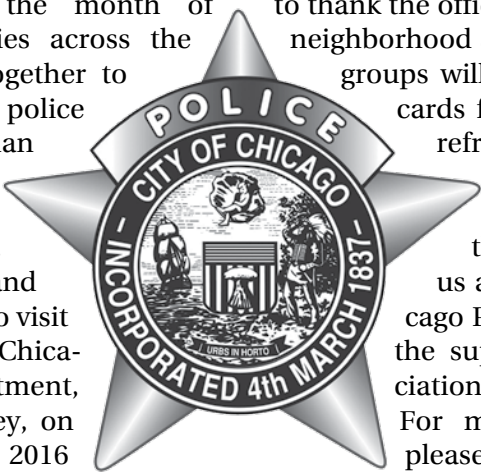 the month of
ies across the
ogether to
police
an
and
o visit
Chica-
tment,
ey, on
2016
POLICE
CITY OF CHICAGO
INCORPORATED 4th MARCH 1837
URBS IN HORTO
to thank the offic
neighborhood
groups will
cards f
refr
t
us a
cago P
the sup
ciation
For m
please